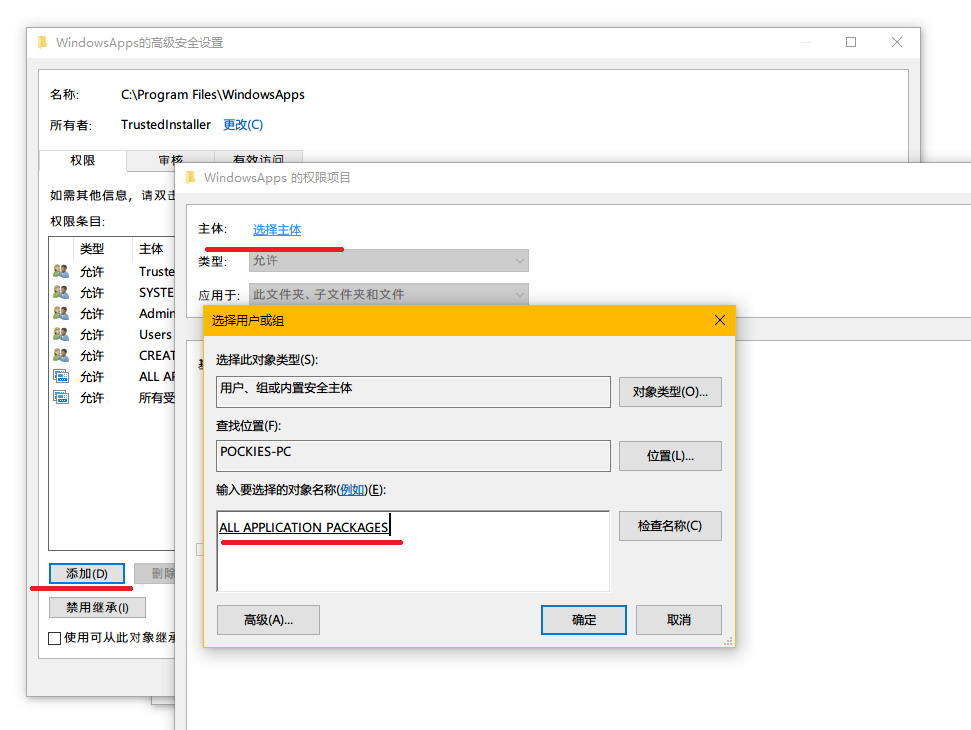 WindowsApps的高级安全设置
名称: C:\Program Files\WindowsApps
所有者: TrustedInstaller 更改(C)
权限 审核 有效访问
如需其他信息，请双击
权限条目:
类型 主体
允许 Truste
允许 SYSTE
允许 Admin
允许 Users
允许 CREAT
允许 ALL AP
允许 所有受
添加(D) 删除
禁用继承(I)
使用可从此对象继承
WindowsApps 的权限项目
主体: 选择主体
类型: 允许
应用于: 此文件夹、子文件夹和文件
选择用户或组
选择此对象类型(S):
用户、组或内置安全主体 对象类型(O)...
查找位置(F):
POCKIES-PC 位置(L)...
输入要选择的对象名称(例如)(E):
ALL APPLICATION PACKAGES 检查名称(C)
高级(A)... 确定 取消